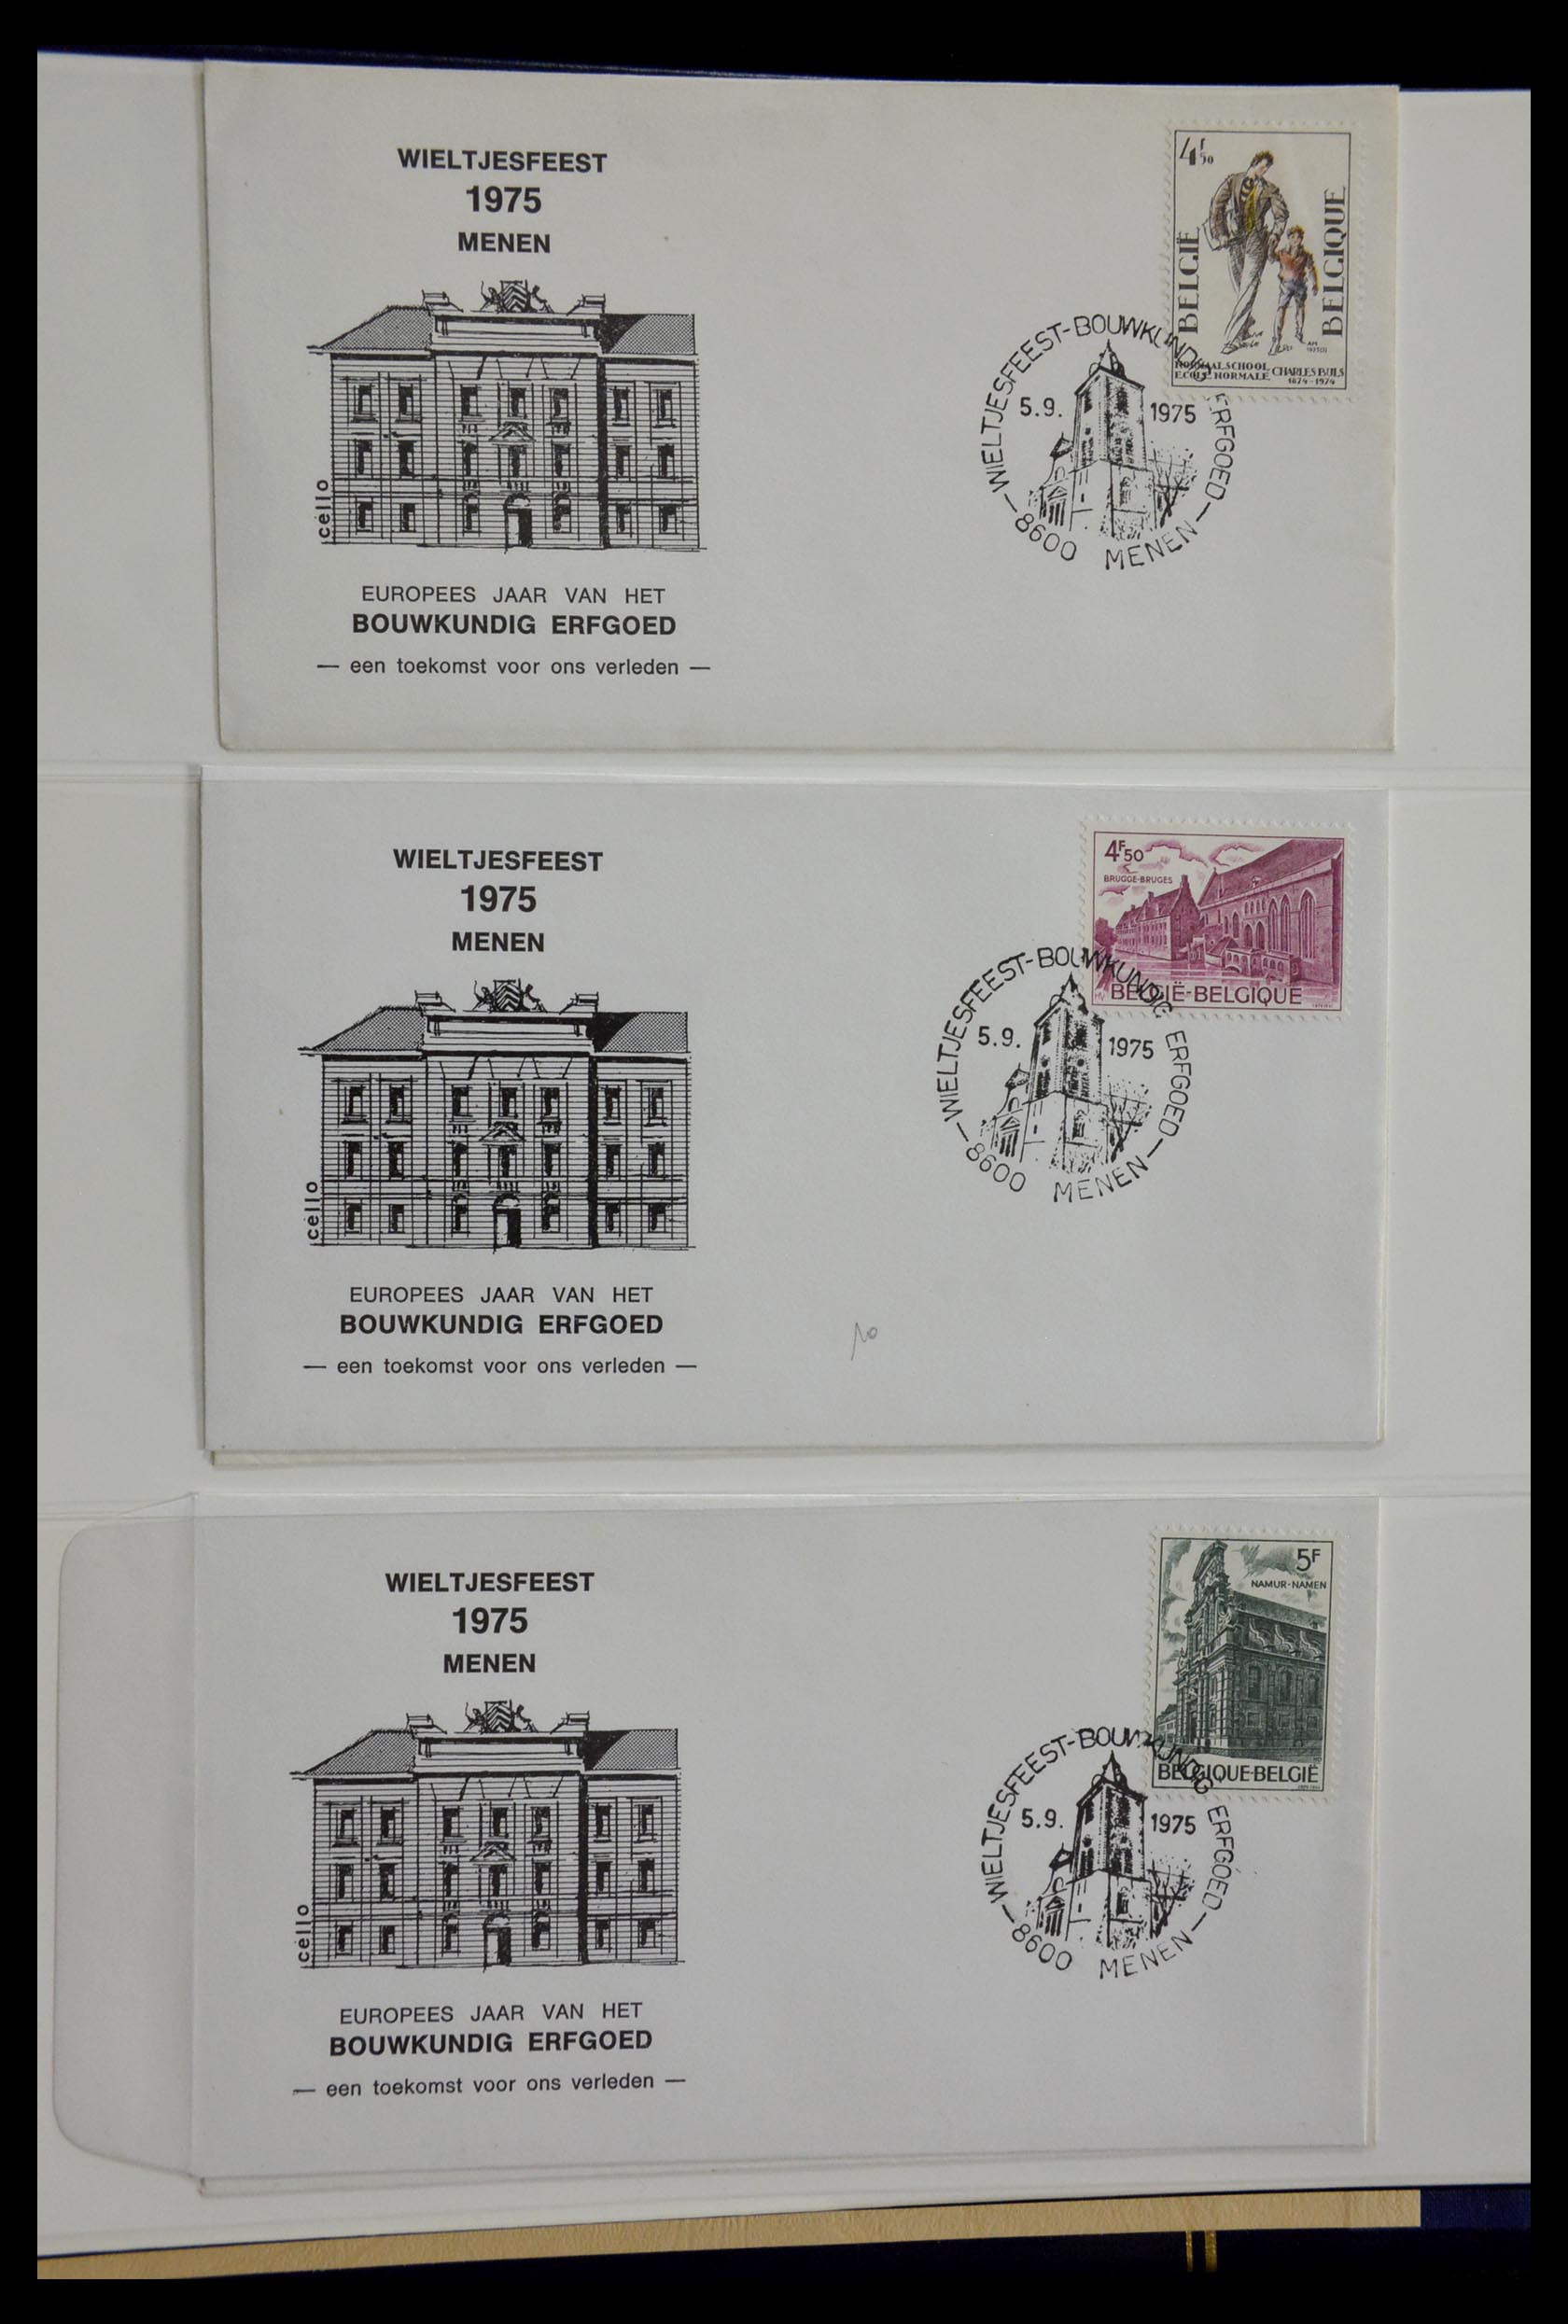 WIELTJESFEEST
1975
MENEN
cello
EUROPEES JAAR VAN HET
BOUWKUNDIG ERFGOED
— een toekomst voor ons verleden —
4F50
BELGIË
BELGIQUE
NORMAALSCHOOL
ECOLE NORMALE CHARLES BULS
1874-1974
— WIELTJESFEEST-BOUWKUNDIG ERFGOED —
5.9. 1975
8600 MENEN
WIELTJESFEEST
1975
MENEN
cello
EUROPEES JAAR VAN HET
BOUWKUNDIG ERFGOED
— een toekomst voor ons verleden —
4F50
BRUGGE-BRUGES
BELGIË-BELGIQUE
— WIELTJESFEEST-BOUWKUNDIG ERFGOED —
5.9. 1975
8600 MENEN
WIELTJESFEEST
1975
MENEN
cello
EUROPEES JAAR VAN HET
BOUWKUNDIG ERFGOED
— een toekomst voor ons verleden —
5F
NAMUR-NAMEN
BELGIQUE-BELGIË
— WIELTJESFEEST-BOUWKUNDIG ERFGOED —
5.9. 1975
8600 MENEN